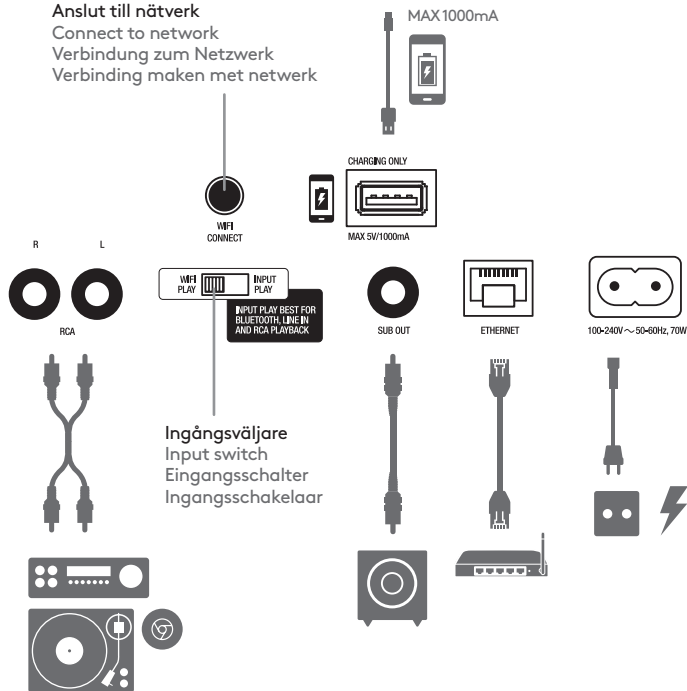 Anslut till nätverk
Connect to network
Verbindung zum Netzwerk
Verbinding maken met netwerk
MAX 1000mA
CHARGING ONLY
MAX 5V/1000mA
WIFI
CONNECT
R
L
RCA
WIFI
PLAY
INPUT
PLAY
INPUT PLAY BEST FOR
BLUETOOTH, LINE IN
AND RCA PLAYBACK
SUB OUT
ETHERNET
100-240V ~ 50-60Hz, 70W
Ingångsväljare
Input switch
Eingangsschalter
Ingangsschakelaar